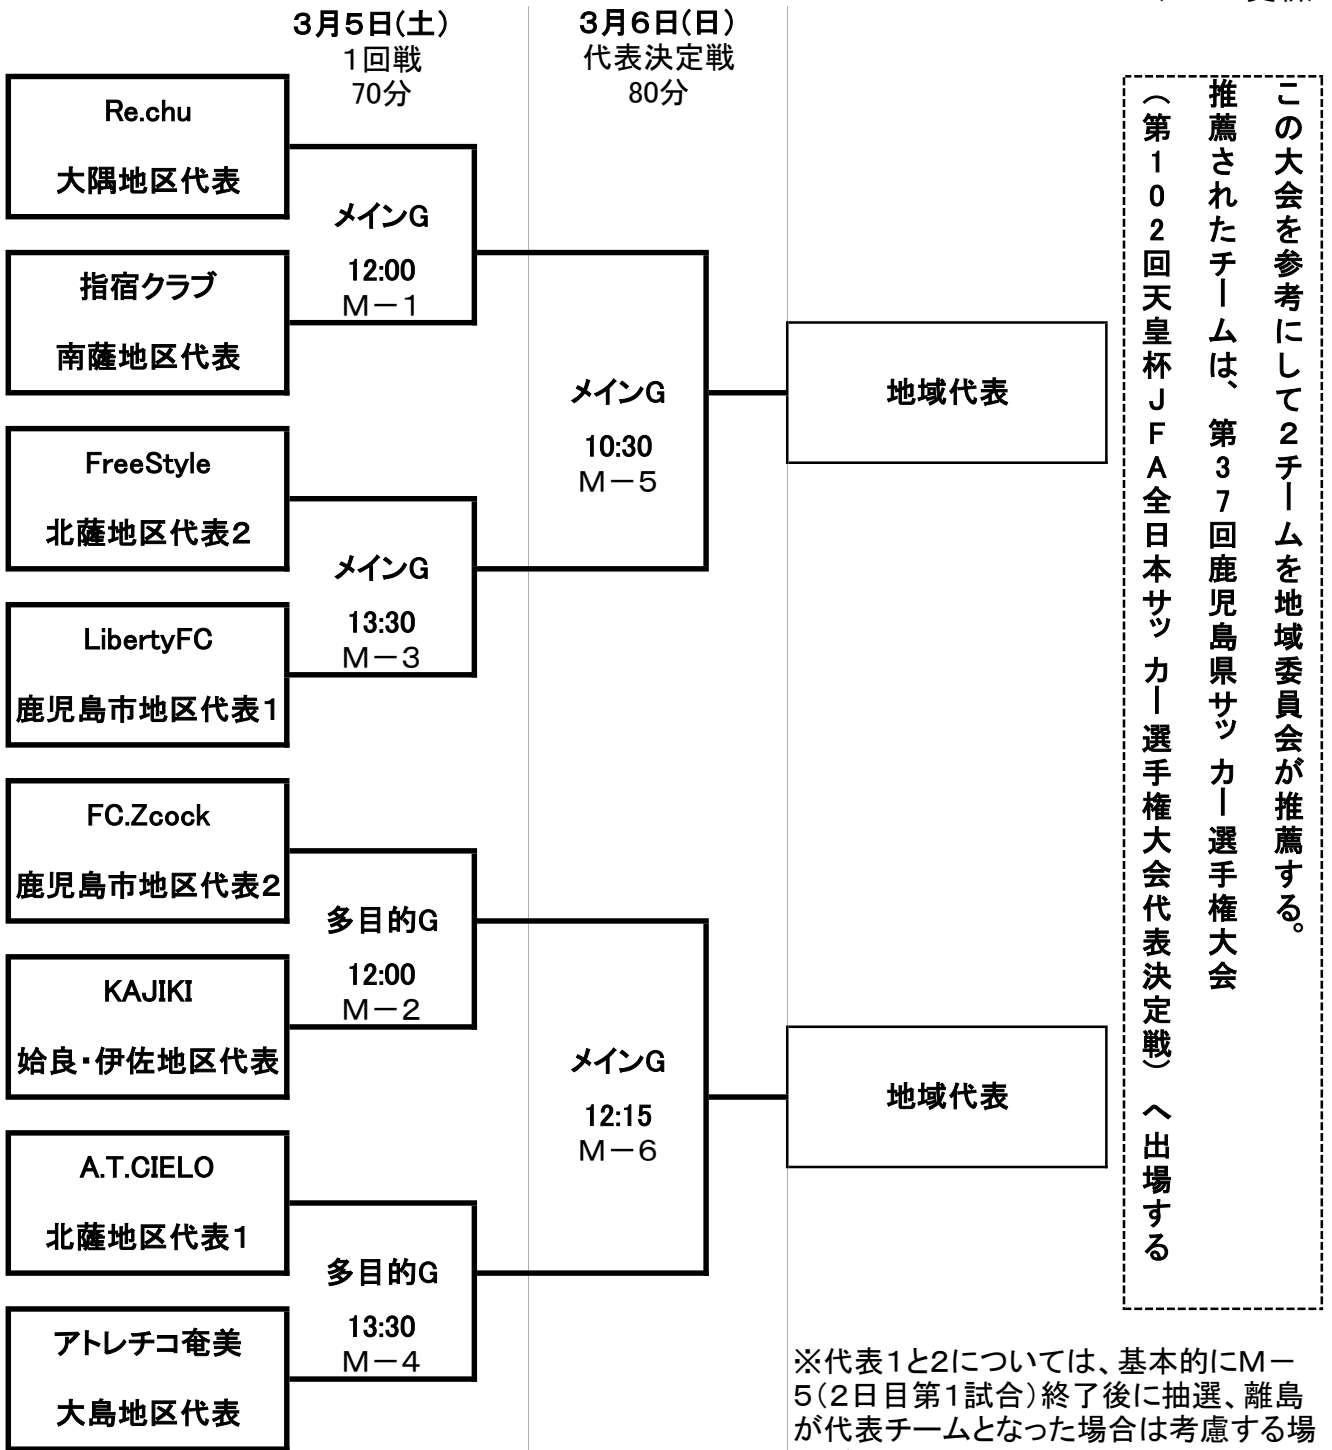 3月5日(土)
1回戦
70分
3月6日(日)
代表決定戦
80分
Re.chu
大隅地区代表
メインG
12:00
M－1
指宿クラブ
南薩地区代表
FreeStyle
北薩地区代表2
メインG
13:30
M－3
LibertyFC
鹿児島市地区代表1
メインG
10:30
M－5
地域代表
FC.Zcock
鹿児島市地区代表2
多目的G
12:00
M－2
KAJIKI
姶良・伊佐地区代表
A.T.CIELO
北薩地区代表1
多目的G
13:30
M－4
アトレチコ奄美
大島地区代表
メインG
12:15
M－6
地域代表
この大会を参考にして2チームを地域委員会が推薦する。
推薦されたチームは、第37回鹿児島県サッカー選手権大会
（第102回天皇杯JFA全日本サッカー選手権大会代表決定戦）へ出場する
※代表1と2については、基本的にM－
5(2日目第1試合)終了後に抽選、離島
が代表チームとなった場合は考慮する場